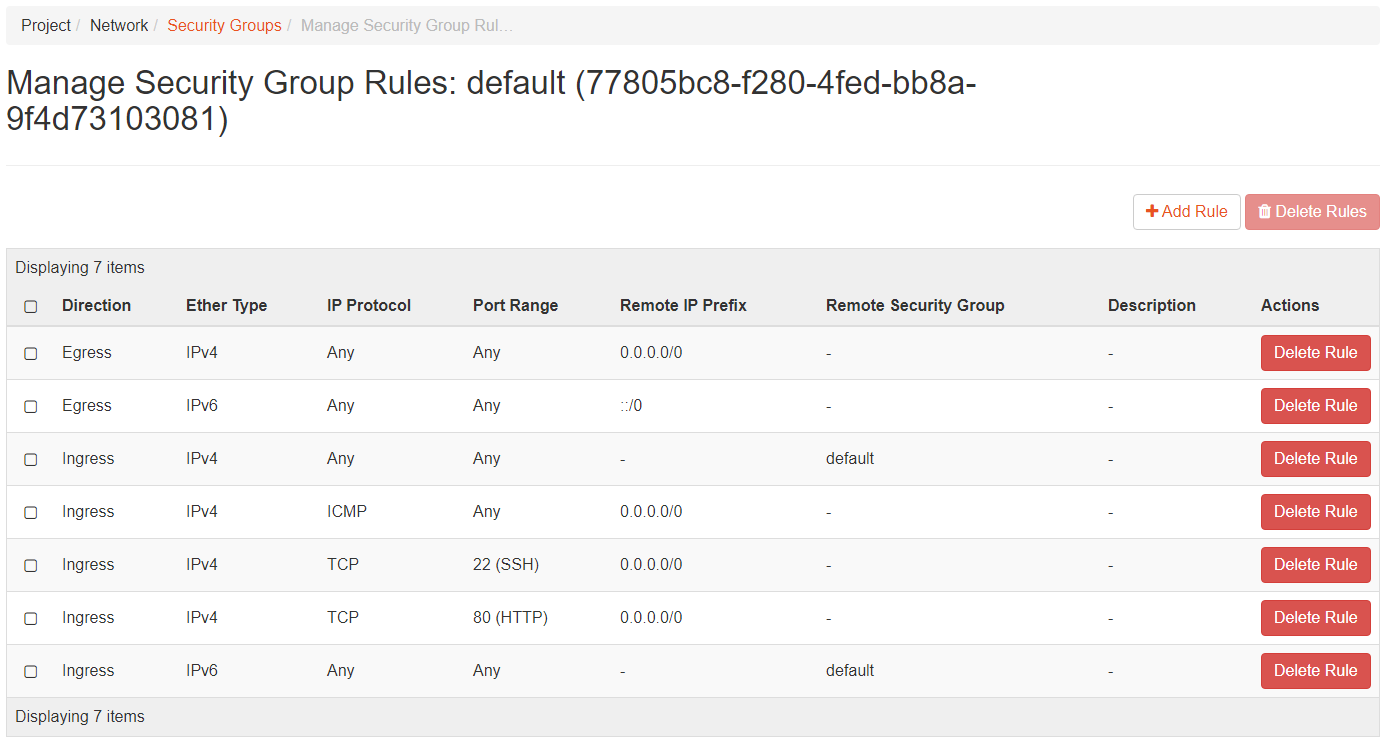 Project / Network / Security Groups / Manage Security Group Rul…
Manage Security Group Rules: default (77805bc8-f280-4fed-bb8a-
9f4d73103081)
Add Rule Delete Rules
Displaying 7 items
Direction Ether Type IP Protocol Port Range Remote IP Prefix Remote Security Group Description Actions
Egress IPv4 Any Any 0.0.0.0/0 - - Delete Rule
Egress IPv6 Any Any ::/0 - - Delete Rule
Ingress IPv4 Any Any - default - Delete Rule
Ingress IPv4 ICMP Any 0.0.0.0/0 - - Delete Rule
Ingress IPv4 TCP 22 (SSH) 0.0.0.0/0 - - Delete Rule
Ingress IPv4 TCP 80 (HTTP) 0.0.0.0/0 - - Delete Rule
Ingress IPv6 Any Any - default - Delete Rule
Displaying 7 items